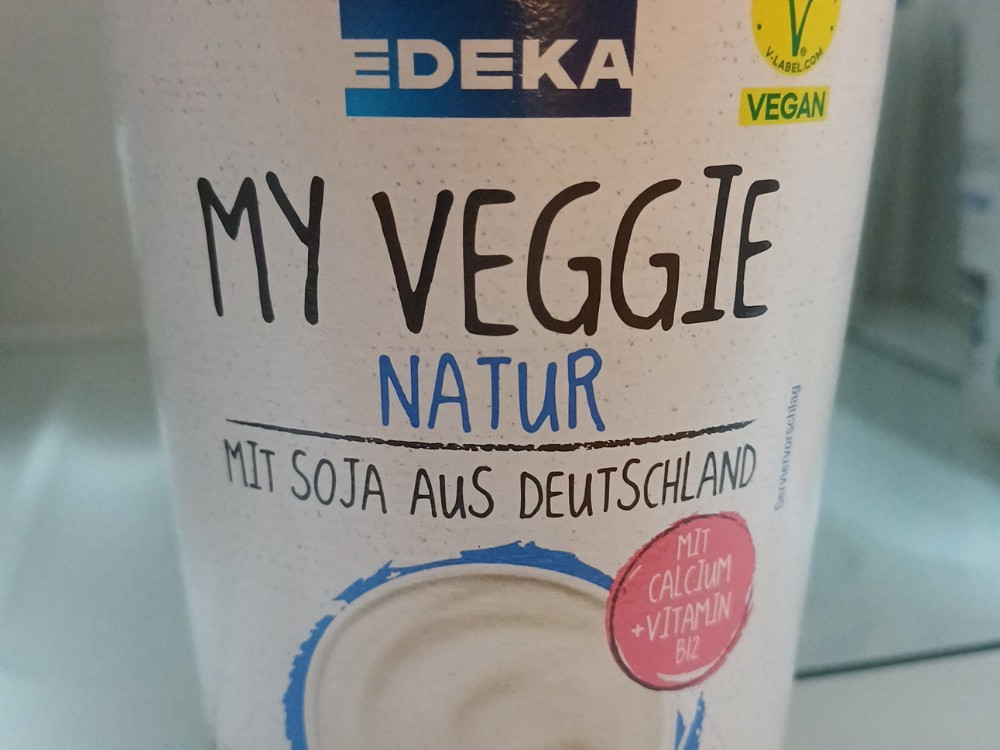 EDEKA
V-LABEL.COM
VEGAN
MY VEGGIE
NATUR
MIT SOJA AUS DEUTSCHLAND
Serviervorschlag
MIT
CALCIUM
+VITAMIN
B12